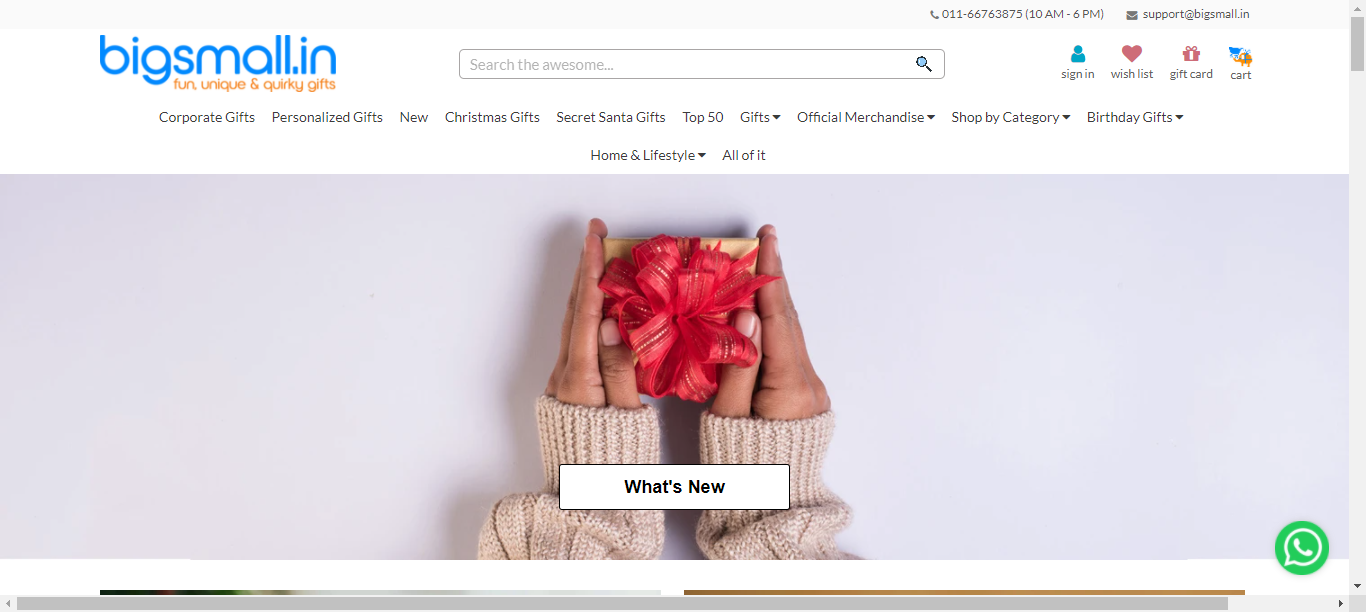 011-66763875 (10 AM - 6 PM) support@bigsmall.in
bigsmall.in
fun, unique & quirky gifts
Search the awesome...
sign in wish list gift card cart
Corporate Gifts Personalized Gifts New Christmas Gifts Secret Santa Gifts Top 50 Gifts Official Merchandise Shop by Category Birthday Gifts
Home & Lifestyle All of it
What's New